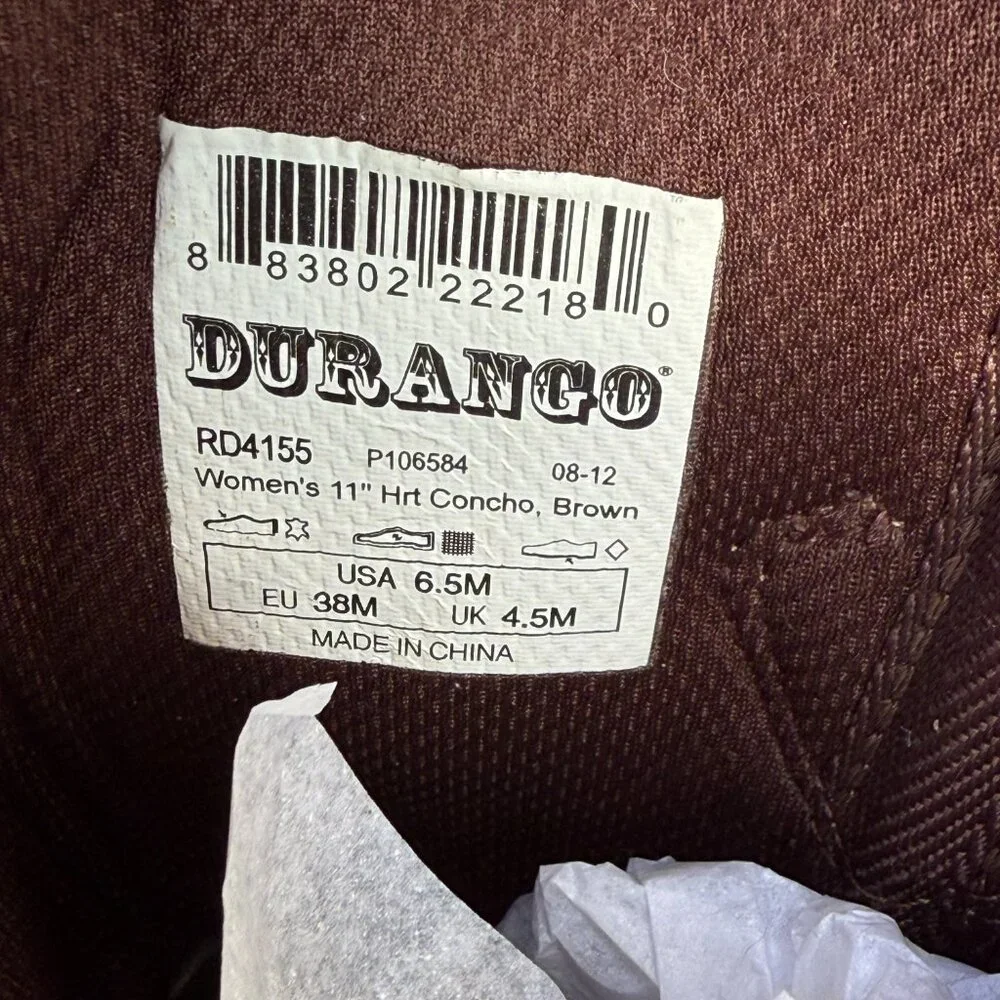 8 83802 22218 0
DURANGO®
RD4155 P106584 08-12
Women's 11" Hrt Concho, Brown
USA 6.5M
EU 38M UK 4.5M
MADE IN CHINA